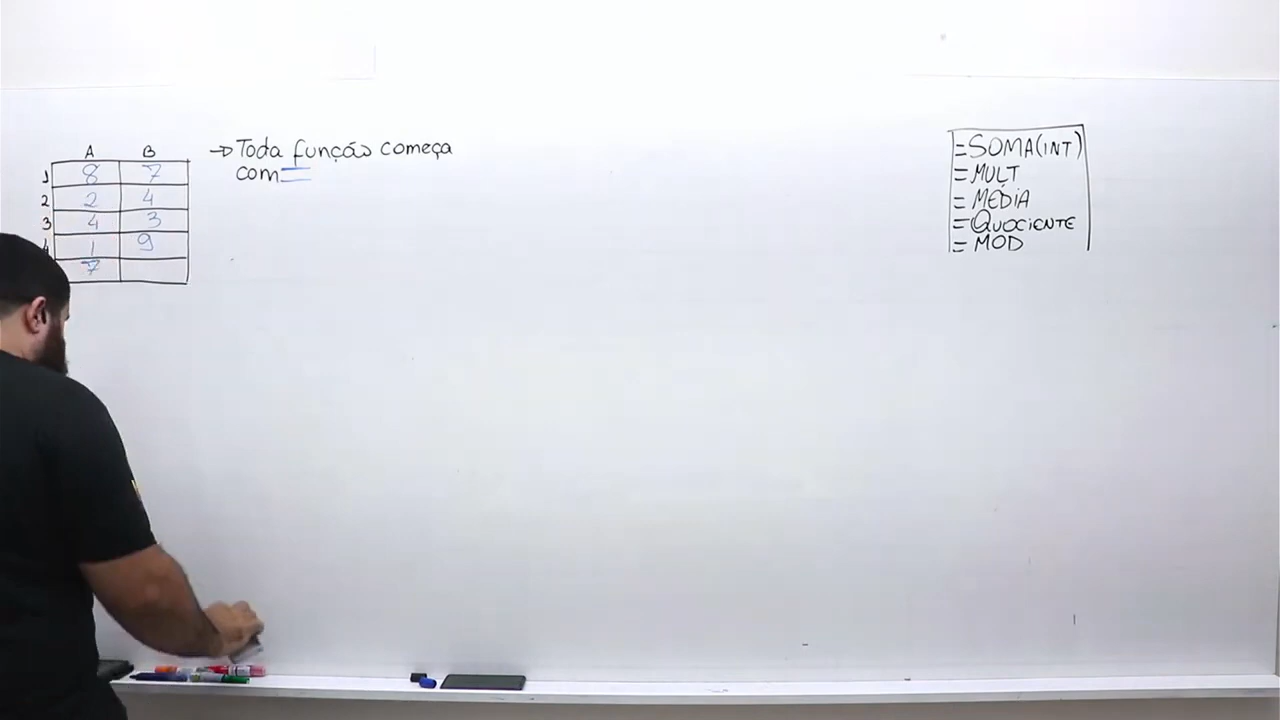 A B
1 8 7
2 2 4
3 4 3
4 1 9
7
→ Toda função começa
com =
=SOMA(INT)
= MULT
= MÉDIA
= QUOCIENTE
= MOD